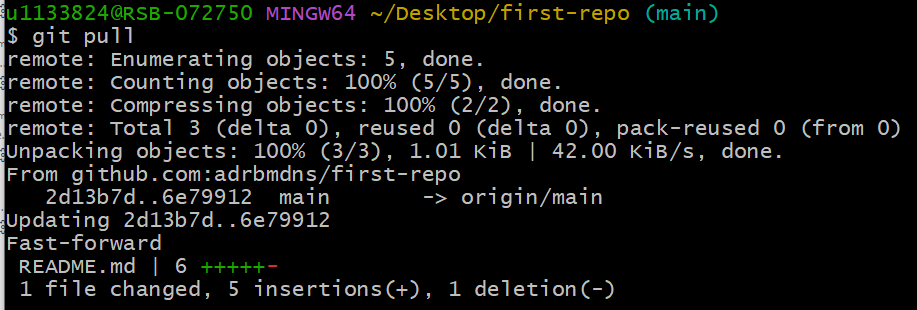 u1133824@RSB-072750 MINGW64 ~/Desktop/first-repo (main)
$ git pull
remote: Enumerating objects: 5, done.
remote: Counting objects: 100% (5/5), done.
remote: Compressing objects: 100% (2/2), done.
remote: Total 3 (delta 0), reused 0 (delta 0), pack-reused 0 (from 0)
Unpacking objects: 100% (3/3), 1.01 KiB | 42.00 KiB/s, done.
From github.com:adrbmdns/first-repo
   2d13b7d..6e79912  main       -> origin/main
Updating 2d13b7d..6e79912
Fast-forward
 README.md | 6 +++++-
 1 file changed, 5 insertions(+), 1 deletion(-)